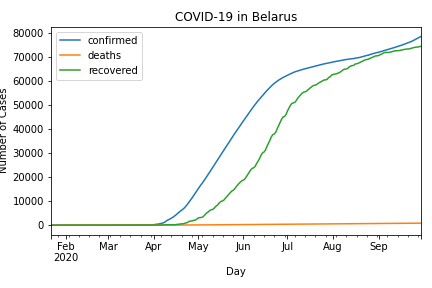 COVID-19 in Belarus
confirmed
deaths
recovered
80000
70000
60000
50000
40000
30000
20000
10000
0
Number of Cases
Feb Mar Apr May Jun Jul Aug Sep
2020
Day